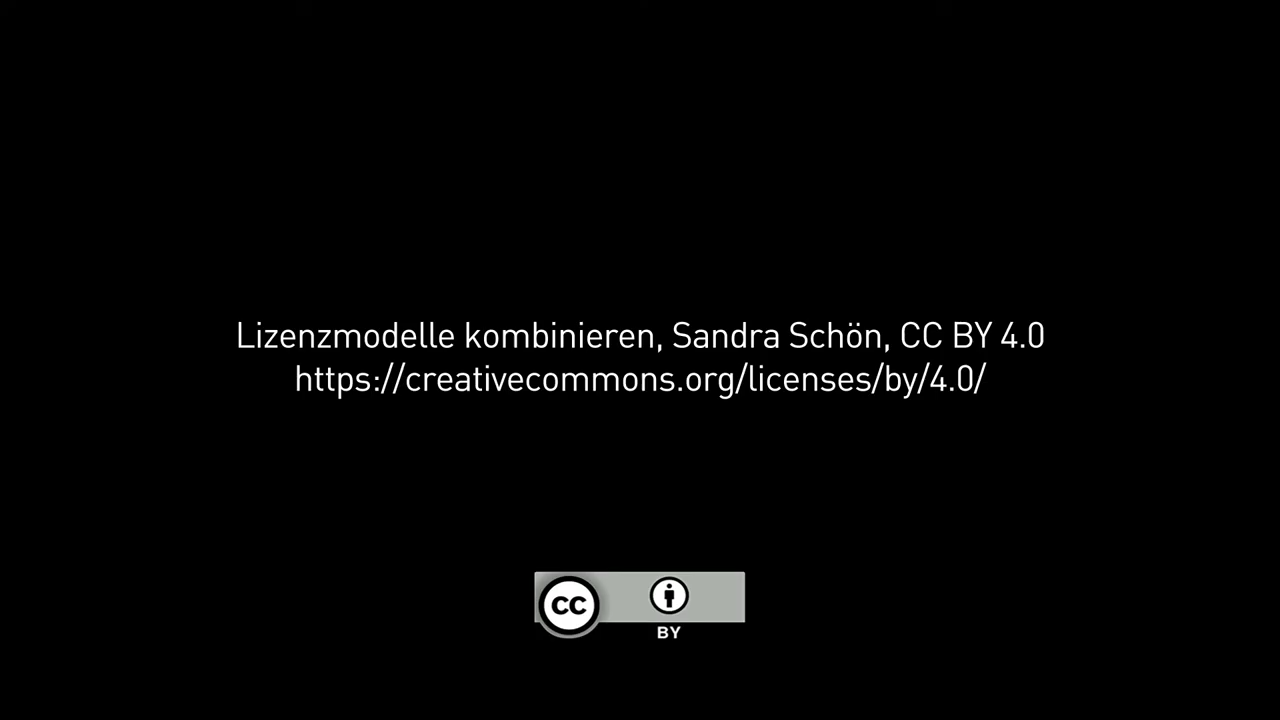 Lizenzmodelle kombinieren, Sandra Schön, CC BY 4.0
https://creativecommons.org/licenses/by/4.0/
CC
BY